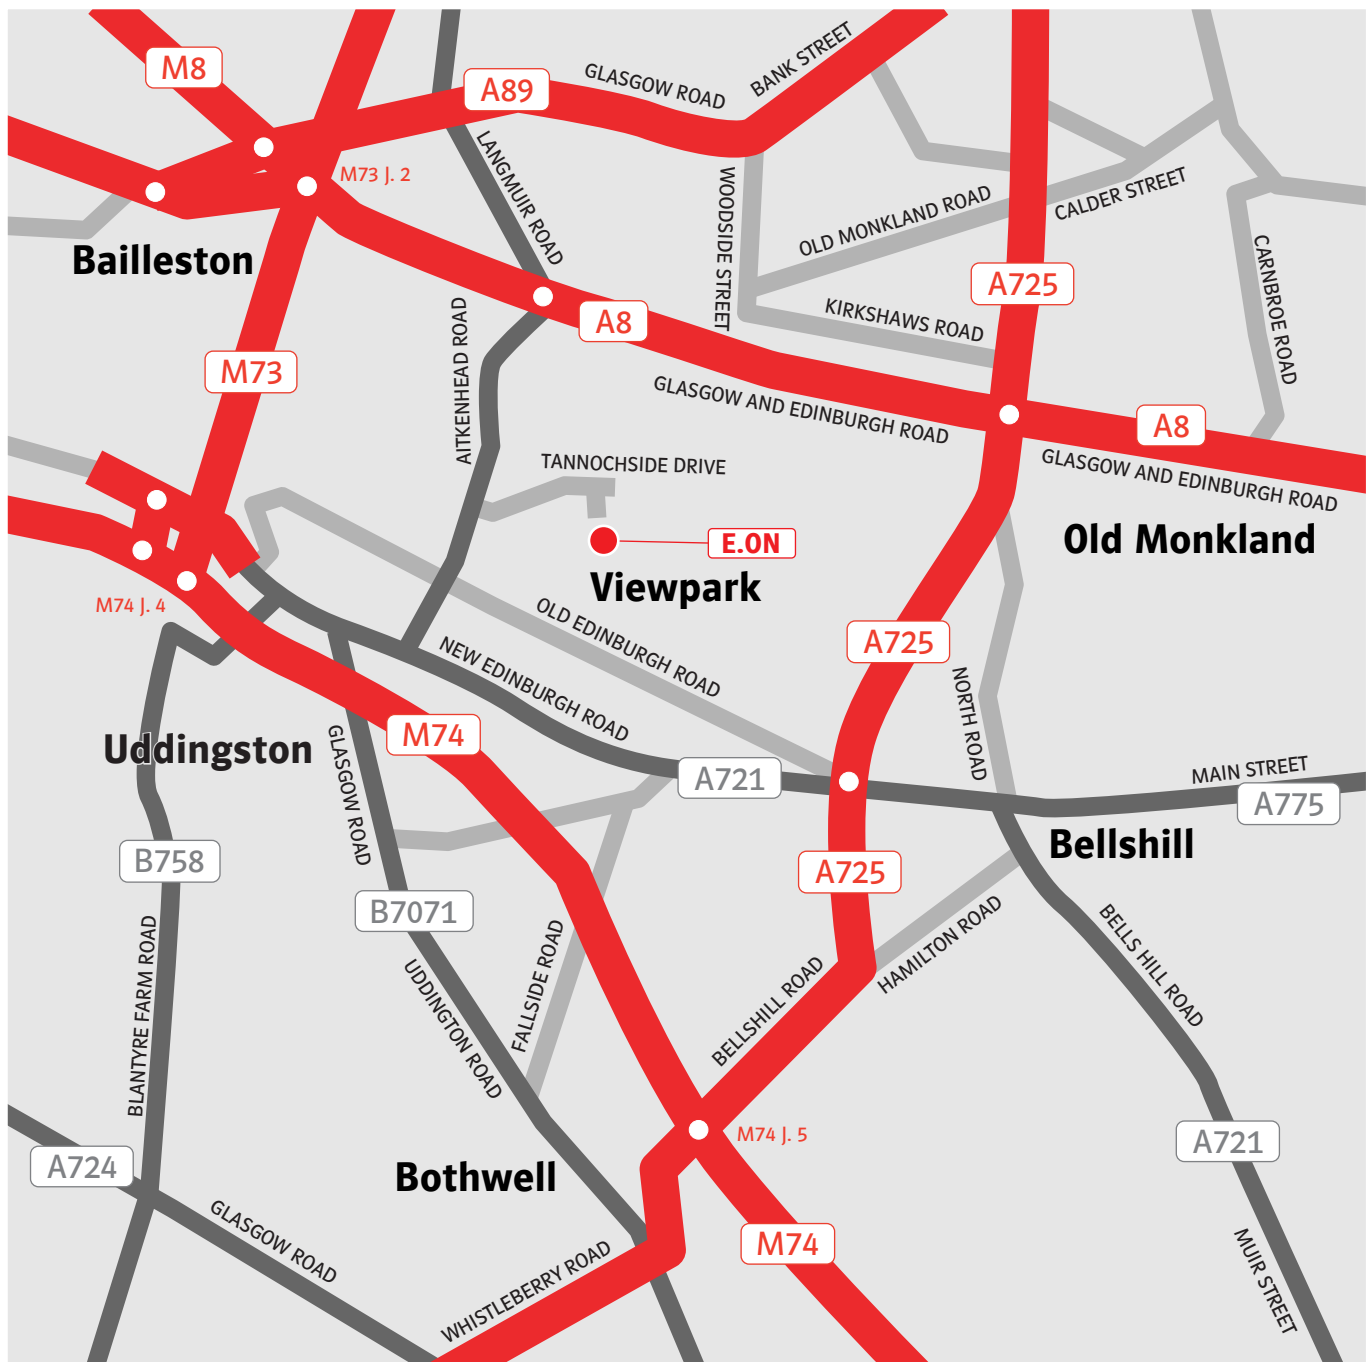 M8
A89
GLASGOW ROAD
BANK STREET
M73 J. 2
LANGMUIR ROAD
WOODSIDE STREET
OLD MONKLAND ROAD
CALDER STREET
Bailleston
A725
CARNBROE ROAD
AITKENHEAD ROAD
A8
KIRKSHAWS ROAD
M73
GLASGOW AND EDINBURGH ROAD
A8
GLASGOW AND EDINBURGH ROAD
TANNOCHSIDE DRIVE
E.ON
Old Monkland
Viewpark
M74 J. 4
OLD EDINBURGH ROAD
A725
NEW EDINBURGH ROAD
NORTH ROAD
Uddingston
M74
GLASGOW ROAD
A721
MAIN STREET
A775
Bellshill
B758
A725
B7071
HAMILTON ROAD
BELLS HILL ROAD
BLANTYRE FARM ROAD
UDDINGTON ROAD
FALLSIDE ROAD
BELLSHILL ROAD
M74 J. 5
A721
A724
Bothwell
GLASGOW ROAD
M74
WHISTLEBERRY ROAD
MUIR STREET